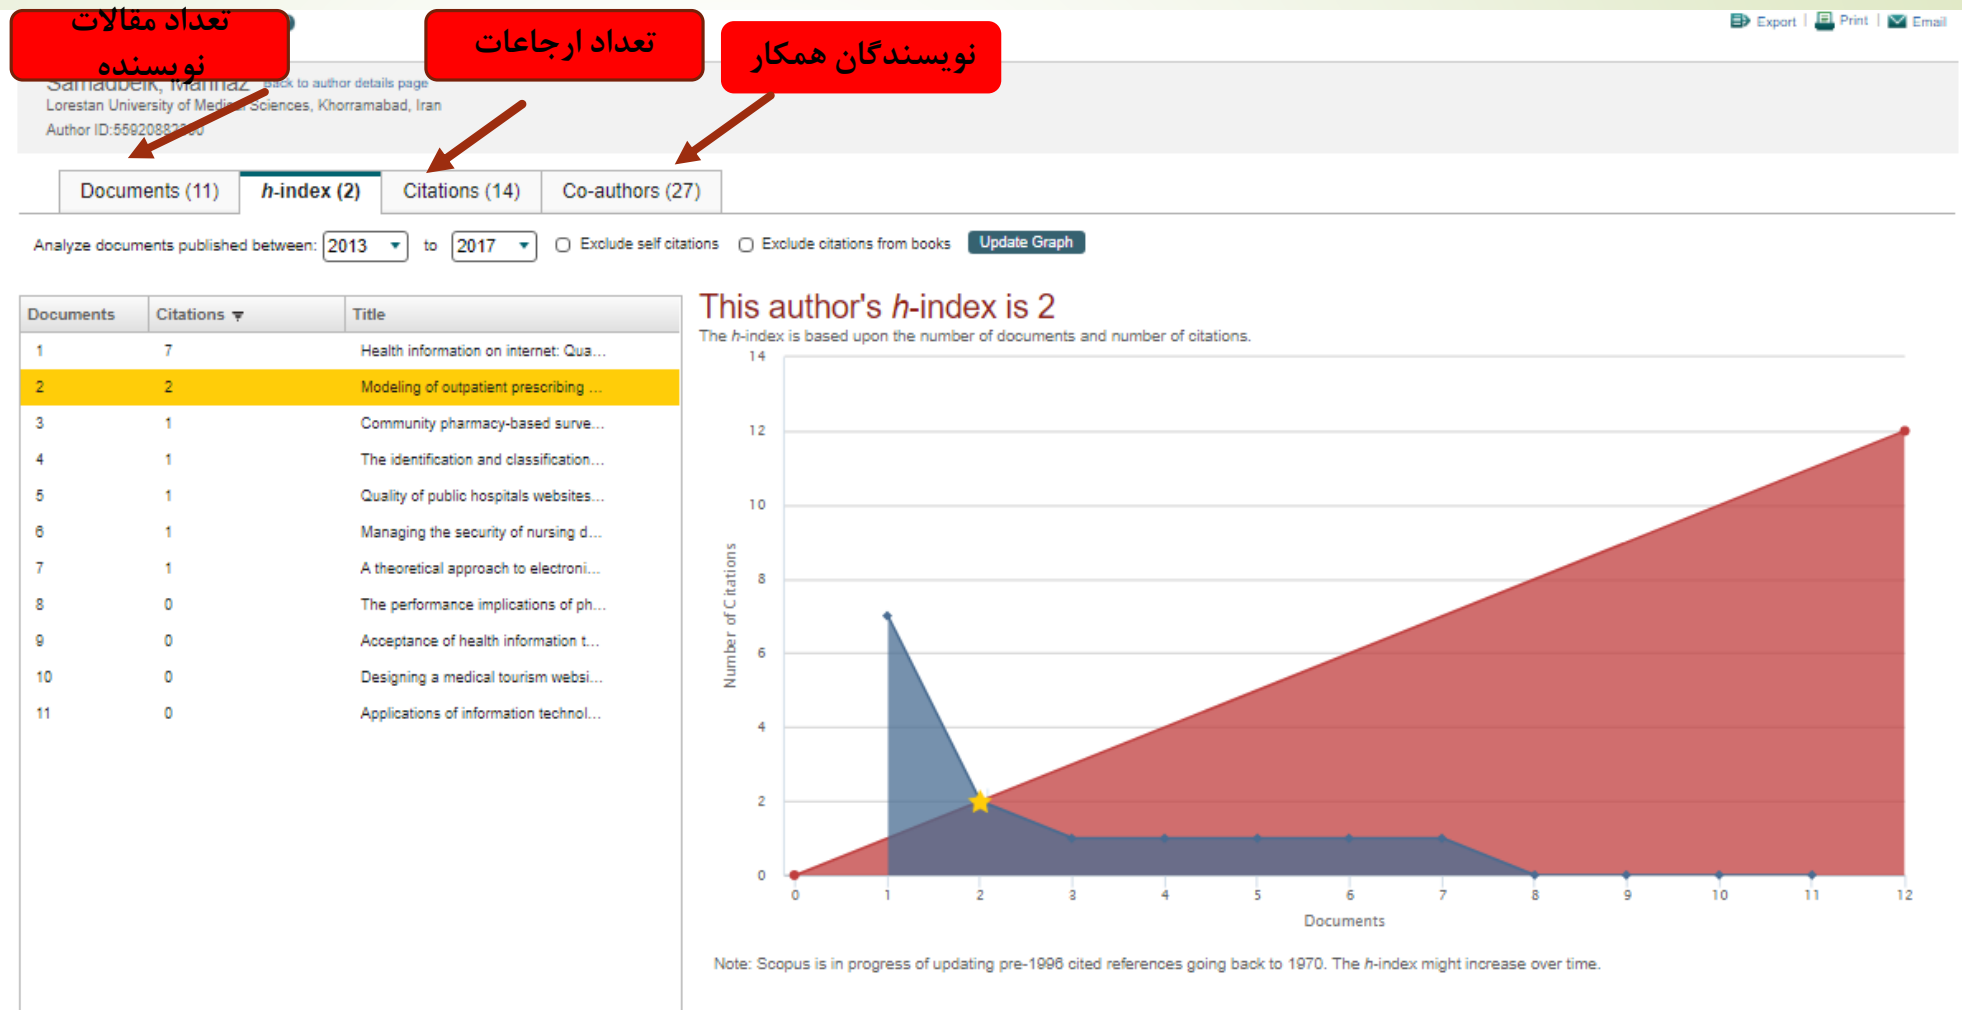 تعداد مقالات
نویسنده
تعداد ارجاعات
نویسندگان همکار
Export | Print | Email
Samadbeik, Mahnaz Back to author details page
Lorestan University of Medical Sciences, Khorramabad, Iran
Author ID:55920882
Documents (11)
h-index (2)
Citations (14)
Co-authors (27)
Analyze documents published between: 2013 to 2017 Exclude self citations Exclude citations from books Update Graph
Documents Citations Title
1 7 Health information on internet: Qua...
2 2 Modeling of outpatient prescribing ...
3 1 Community pharmacy-based surve...
4 1 The identification and classification...
5 1 Quality of public hospitals websites...
6 1 Managing the security of nursing d...
7 1 A theoretical approach to electroni...
8 0 The performance implications of ph...
9 0 Acceptance of health information t...
10 0 Designing a medical tourism websi...
11 0 Applications of information technol...
This author's h-index is 2
The h-index is based upon the number of documents and number of citations.
14
12
10
8
6
4
2
0
Number of Citations
0 1 2 3 4 5 6 7 8 9 10 11 12
Documents
Note: Scopus is in progress of updating pre-1996 cited references going back to 1970. The h-index might increase over time.